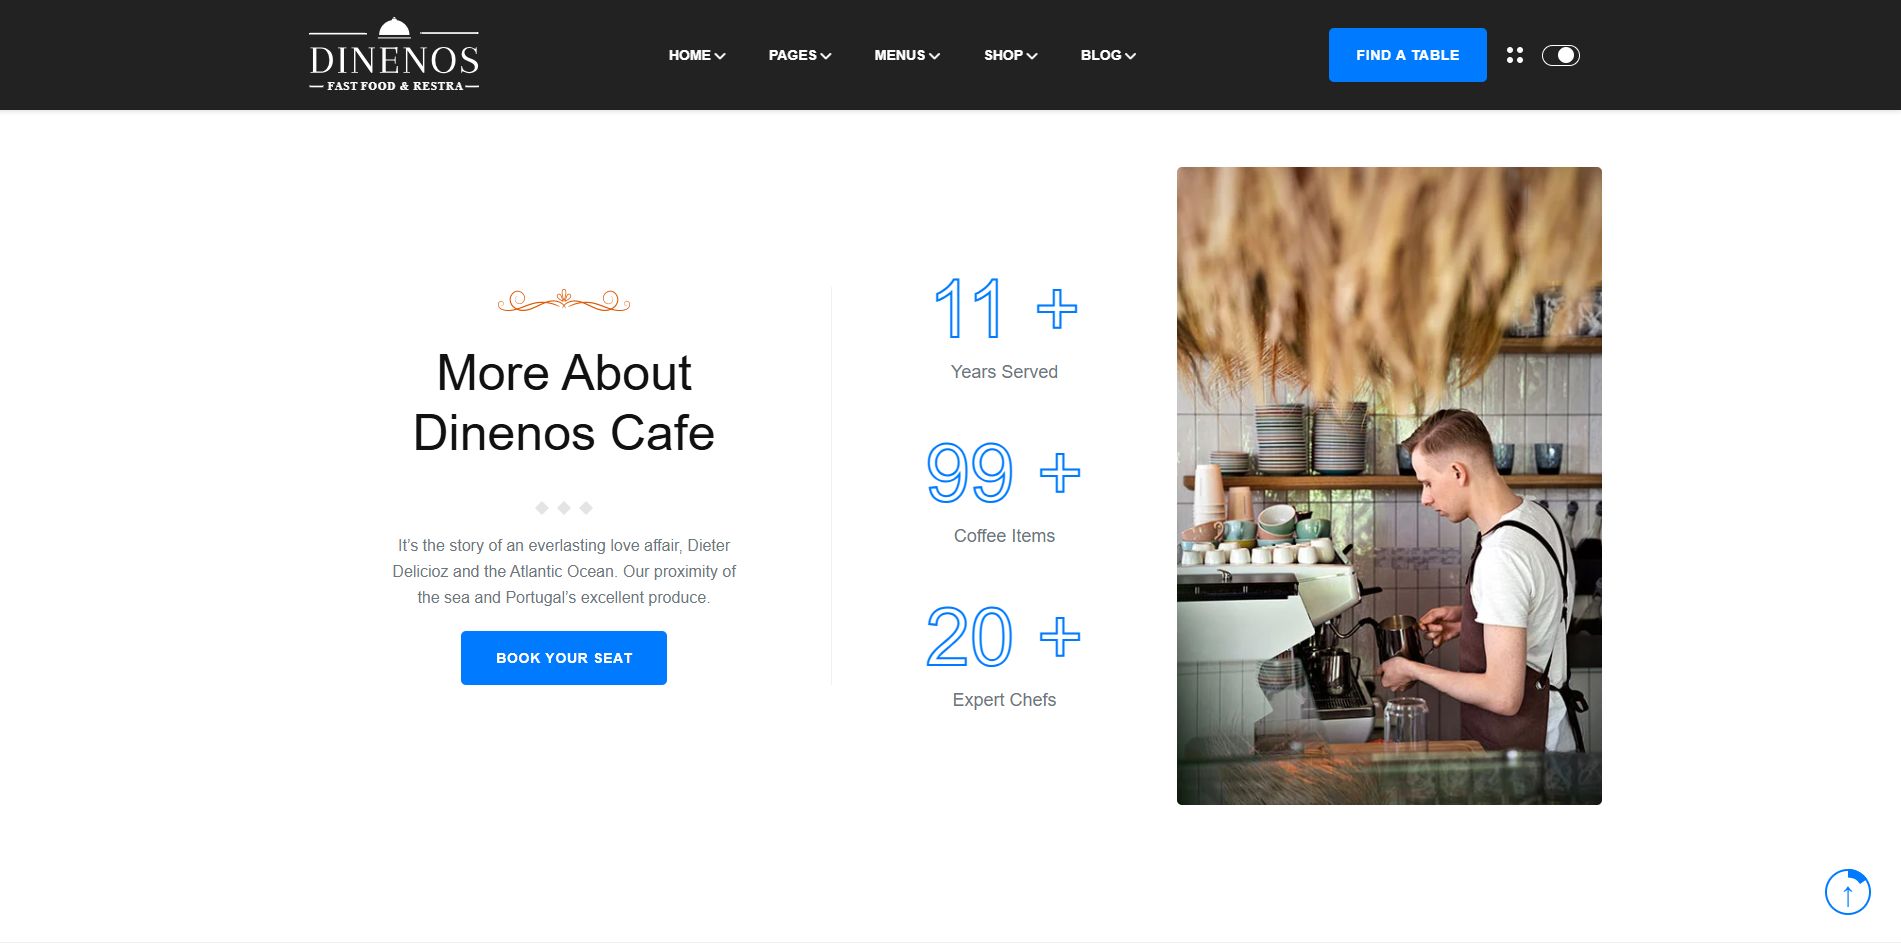 DINENOS
FAST FOOD & RESTRA
HOME
PAGES
MENUS
SHOP
BLOG
FIND A TABLE
More About
Dinenos Cafe
It’s the story of an everlasting love affair, Dieter
Delicioz and the Atlantic Ocean. Our proximity of
the sea and Portugal’s excellent produce.
BOOK YOUR SEAT
11 +
Years Served
99 +
Coffee Items
20 +
Expert Chefs